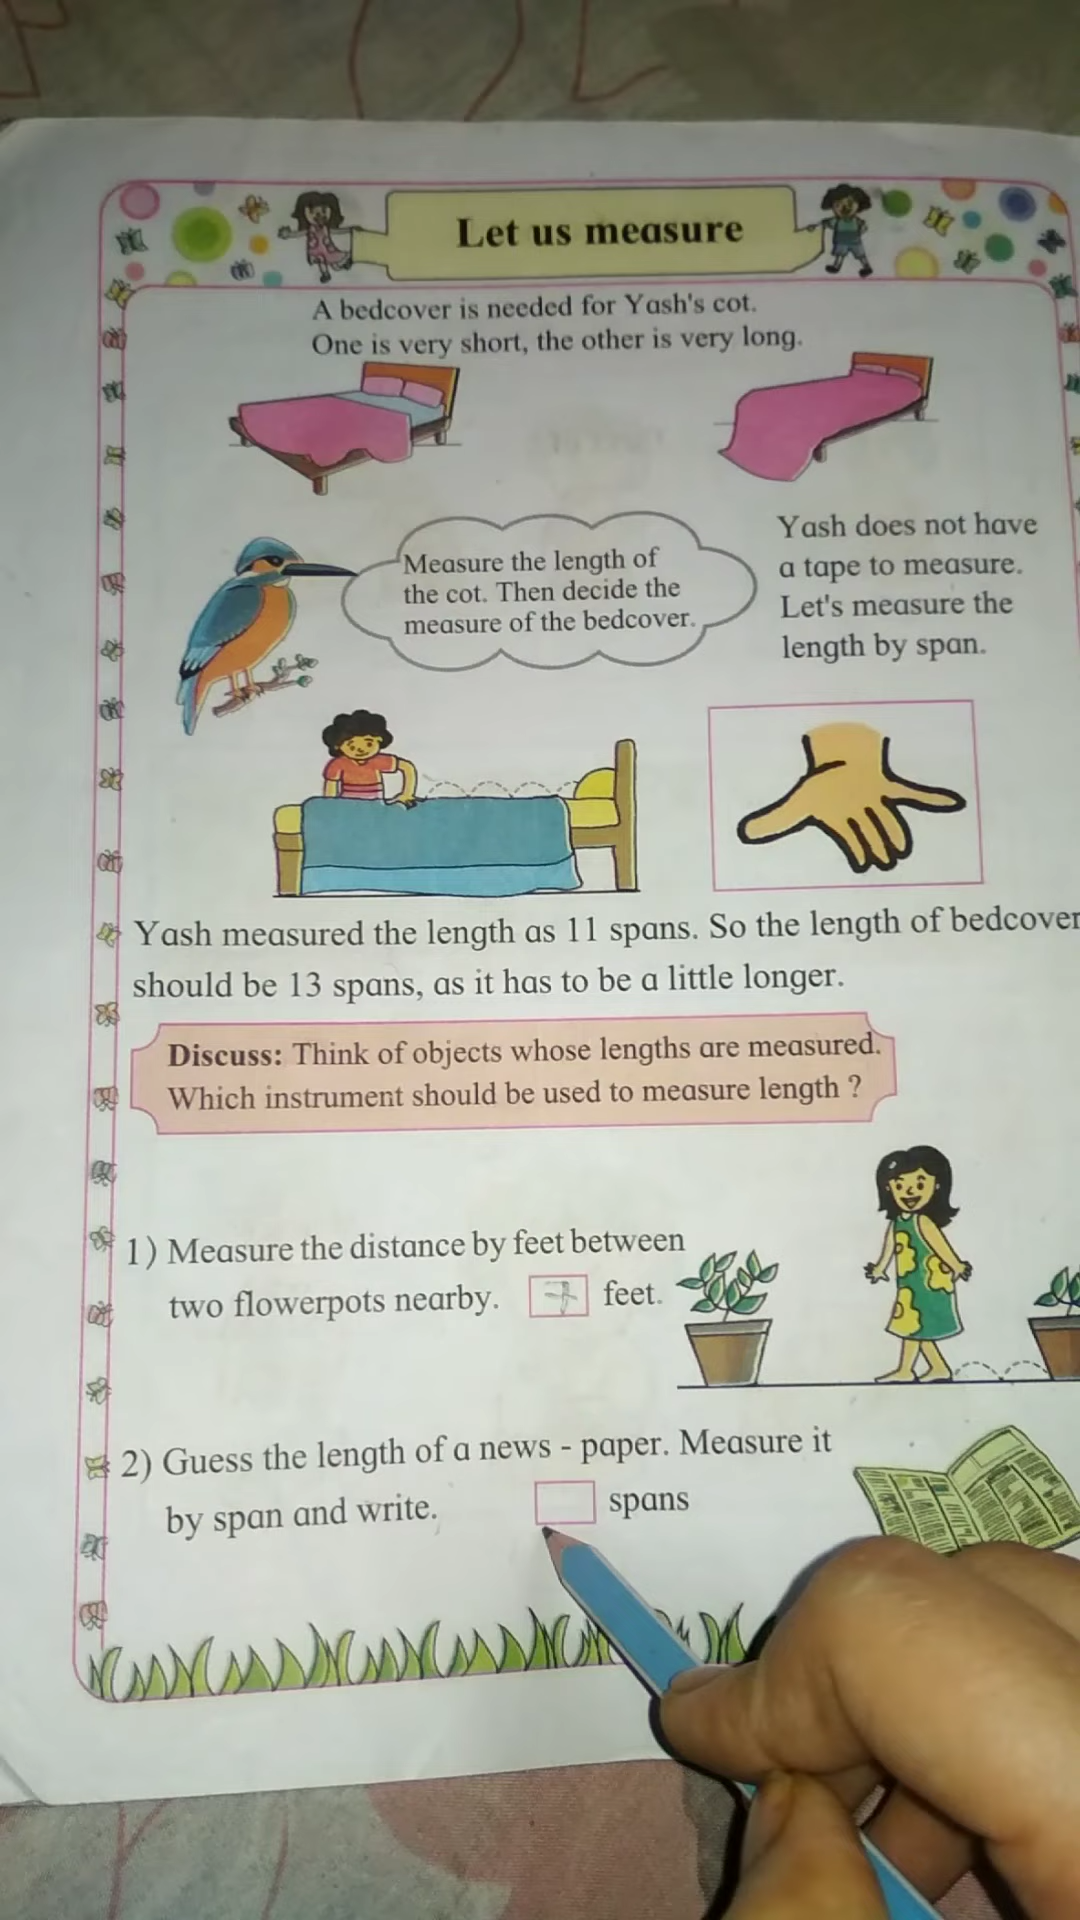 Let us measure
A bedcover is needed for Yash's cot.
One is very short, the other is very long.
Measure the length of
the cot. Then decide the
measure of the bedcover.
Yash does not have
a tape to measure.
Let's measure the
length by span.
Yash measured the length as 11 spans. So the length of bedcover
should be 13 spans, as it has to be a little longer.
Discuss: Think of objects whose lengths are measured.
Which instrument should be used to measure length ?
1) Measure the distance by feet between
two flowerpots nearby. feet.
2) Guess the length of a news - paper. Measure it
by span and write. spans